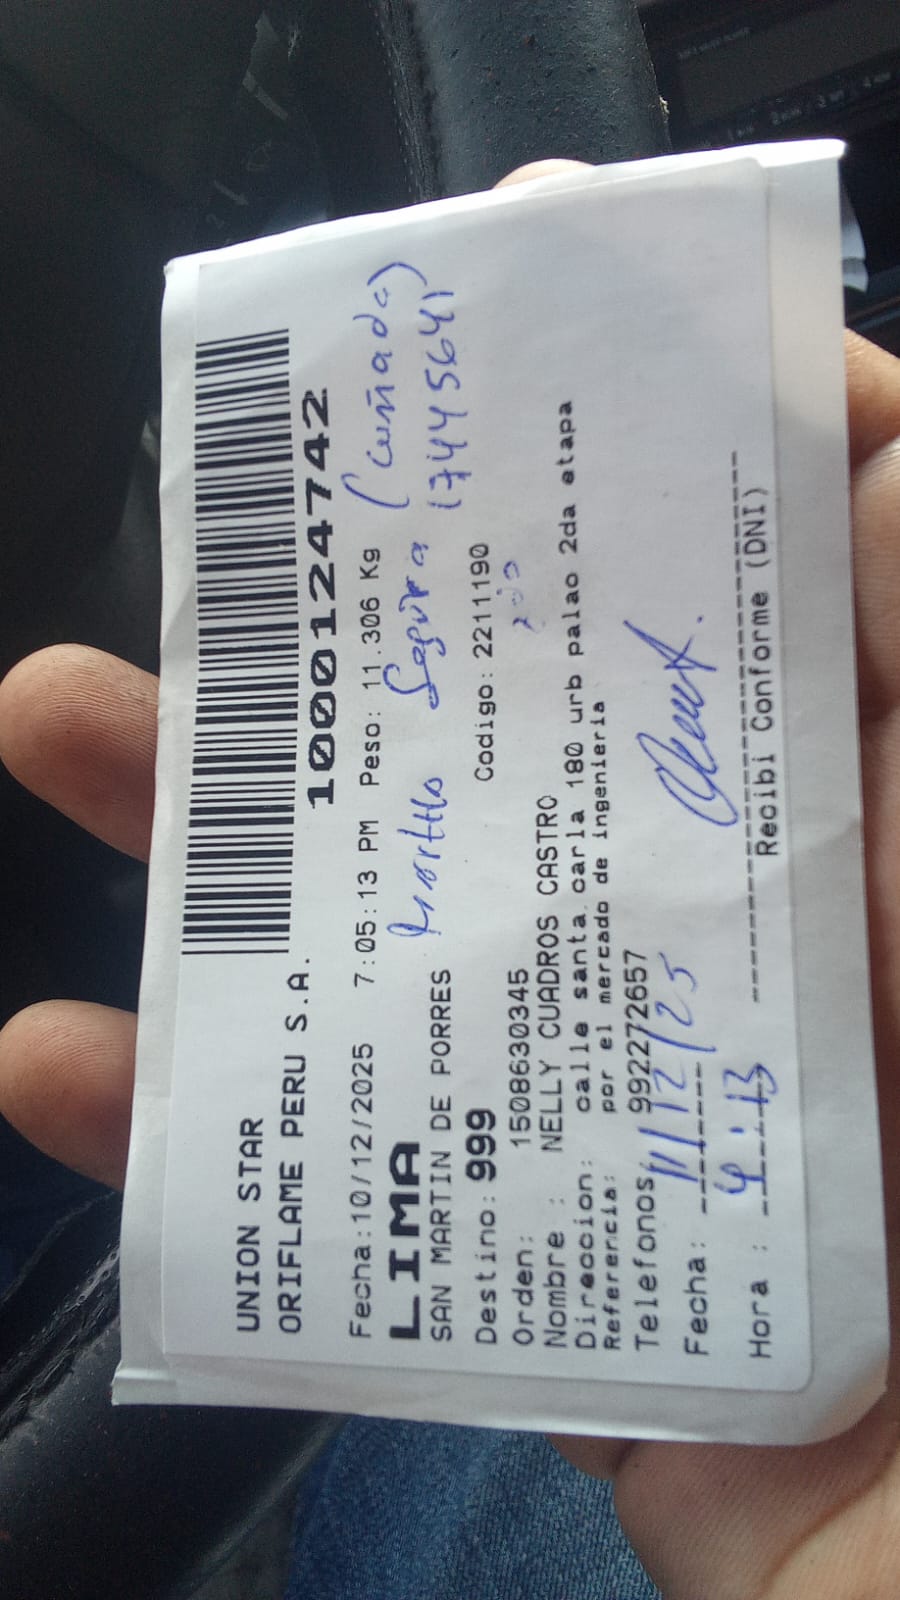 UNION STAR
ORIFLAME PERU S.A.
1000124742
Fecha:10/12/2025 7:05:13 PM Peso: 11.306 Kg (cuñada)
LIMA
SAN MARTIN DE PORRES Segura 17445641
Destino: 999 Codigo: 2211190
Orden: 1508630345
Nombre : NELLY CUADROS CASTRO
Direccion: calle santa carla 180 urb palao 2da etapa
Referencia: por el mercado de ingenieria
Telefonos 992272657
Fecha: 11/12/25
Hora : 4:13
Recibi Conforme (DNI)